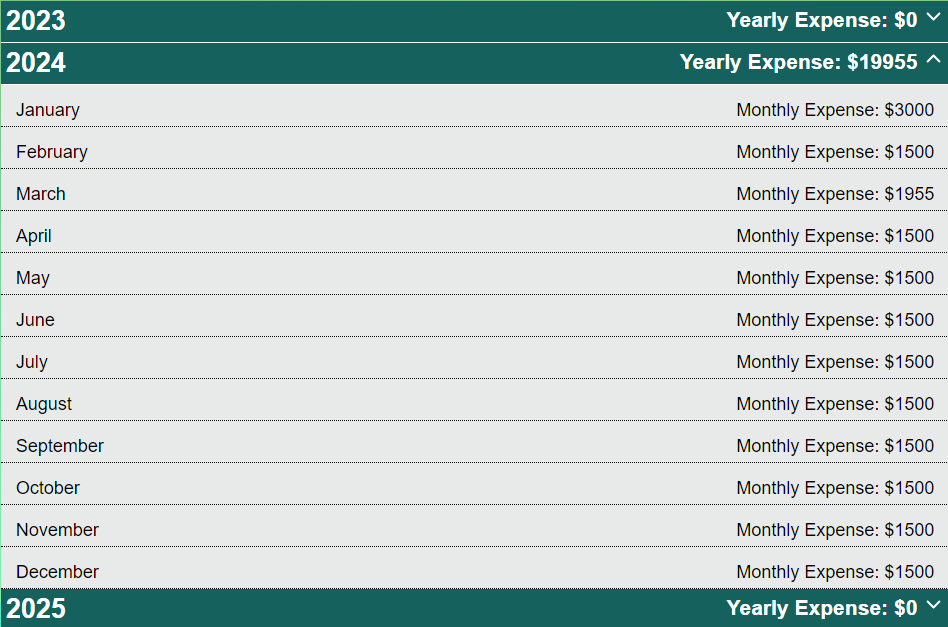 2023 Yearly Expense: $0
2024 Yearly Expense: $19955
January Monthly Expense: $3000
February Monthly Expense: $1500
March Monthly Expense: $1955
April Monthly Expense: $1500
May Monthly Expense: $1500
June Monthly Expense: $1500
July Monthly Expense: $1500
August Monthly Expense: $1500
September Monthly Expense: $1500
October Monthly Expense: $1500
November Monthly Expense: $1500
December Monthly Expense: $1500
2025 Yearly Expense: $0